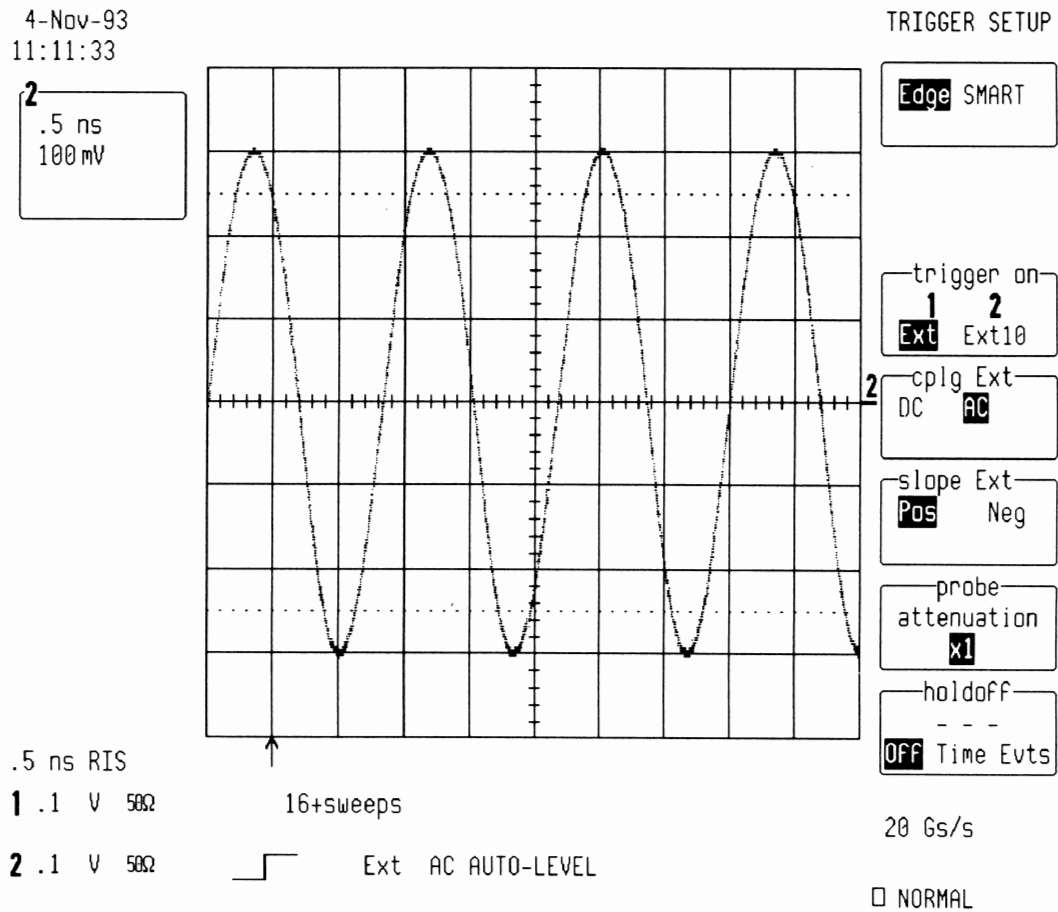 4-Nov-93
11:11:33
2
.5 ns
100 mV
TRIGGER SETUP
Edge SMART
trigger on
1 2
Ext Ext10
2
cplg Ext
DC AC
slope Ext
Pos Neg
probe
attenuation
x1
holdoff
- - -
OFF Time Evts
.5 ns RIS
1 .1 V 50Ω
16+sweeps
20 Gs/s
2 .1 V 50Ω
Ext AC AUTO-LEVEL
□ NORMAL